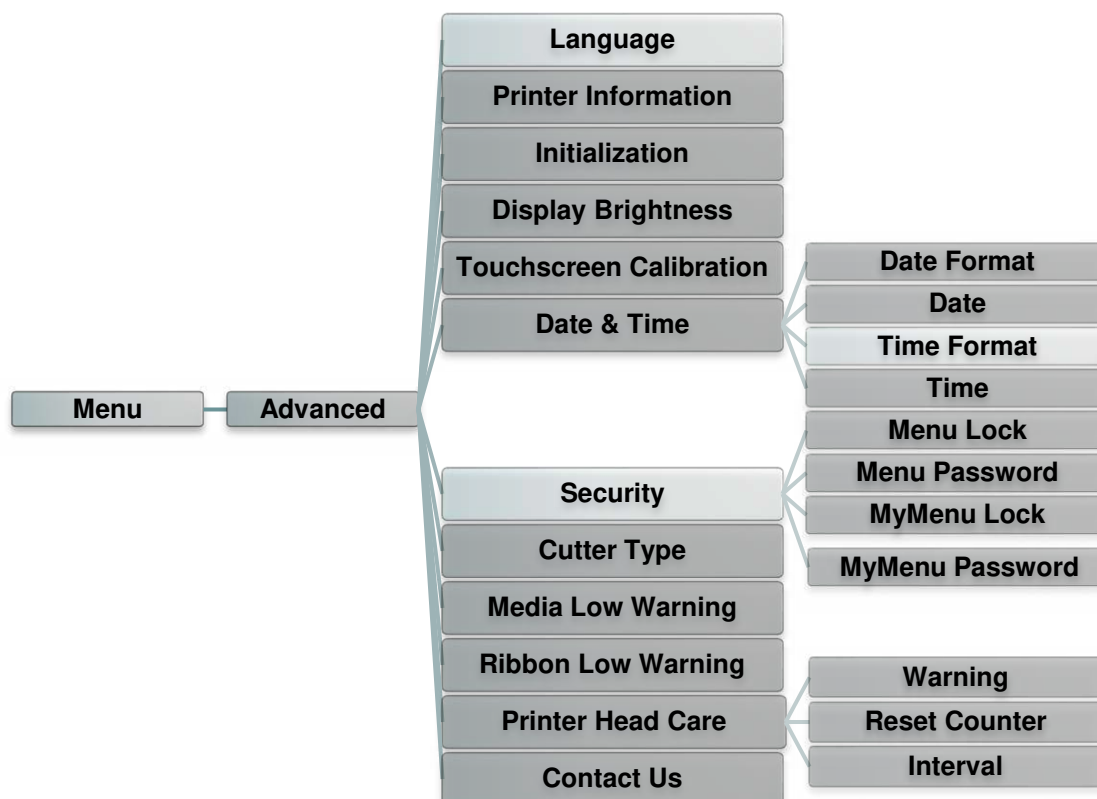 Menu
Advanced
Language
Printer Information
Initialization
Display Brightness
Touchscreen Calibration
Date & Time
Date Format
Date
Time Format
Time
Security
Menu Lock
Menu Password
MyMenu Lock
MyMenu Password
Cutter Type
Media Low Warning
Ribbon Low Warning
Printer Head Care
Warning
Reset Counter
Interval
Contact Us